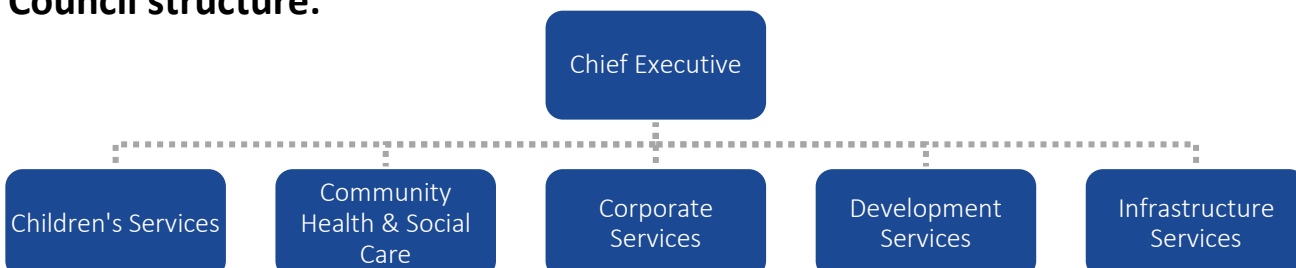 Council structure:
Chief Executive
Children's Services
Community
Health & Social
Care
Corporate
Services
Development
Services
Infrastructure
Services